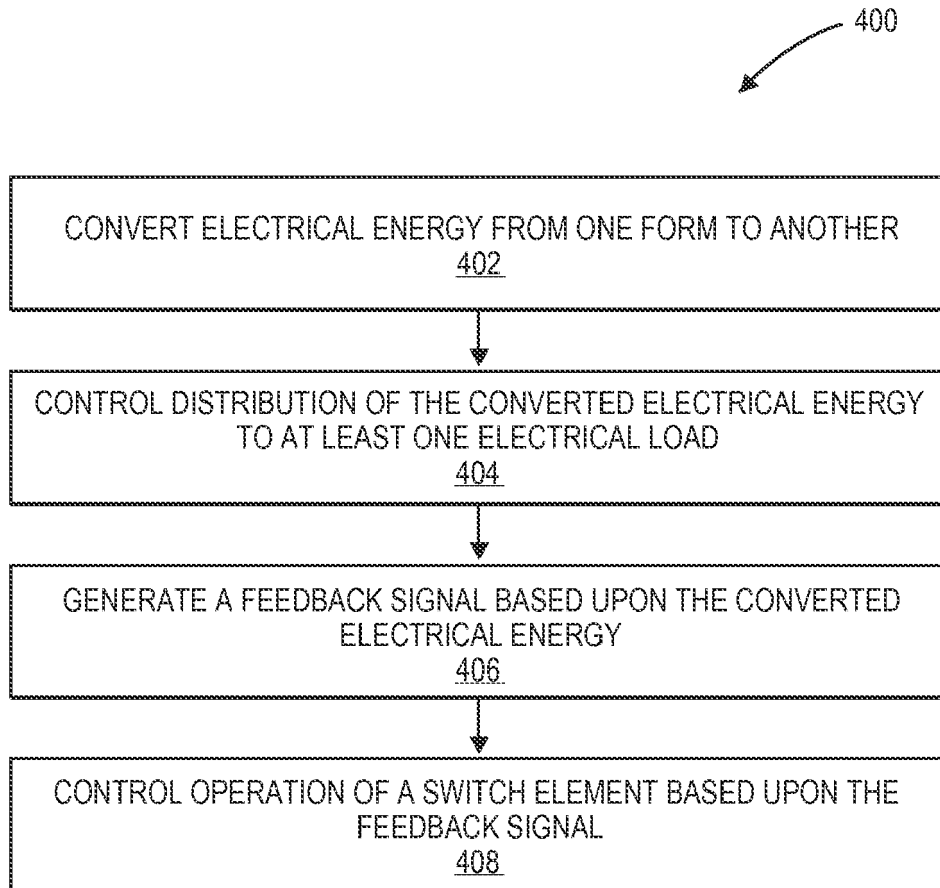 400
CONVERT ELECTRICAL ENERGY FROM ONE FORM TO ANOTHER
402
CONTROL DISTRIBUTION OF THE CONVERTED ELECTRICAL ENERGY
TO AT LEAST ONE ELECTRICAL LOAD
404
GENERATE A FEEDBACK SIGNAL BASED UPON THE CONVERTED
ELECTRICAL ENERGY
406
CONTROL OPERATION OF A SWITCH ELEMENT BASED UPON THE
FEEDBACK SIGNAL
408